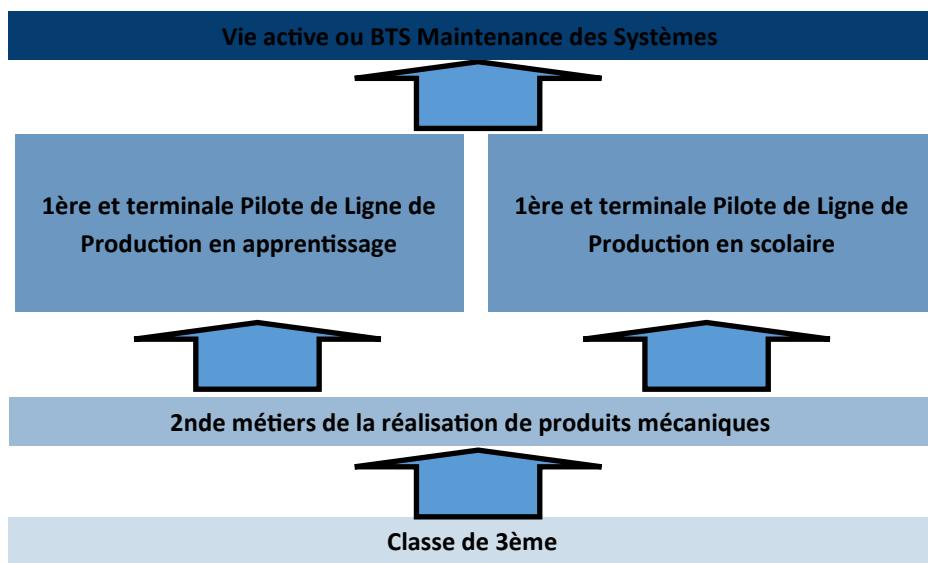 Vie active ou BTS Maintenance des Systèmes
1ère et terminale Pilote de Ligne de
Production en apprentissage
1ère et terminale Pilote de Ligne de
Production en scolaire
2nde métiers de la réalisation de produits mécaniques
Classe de 3ème